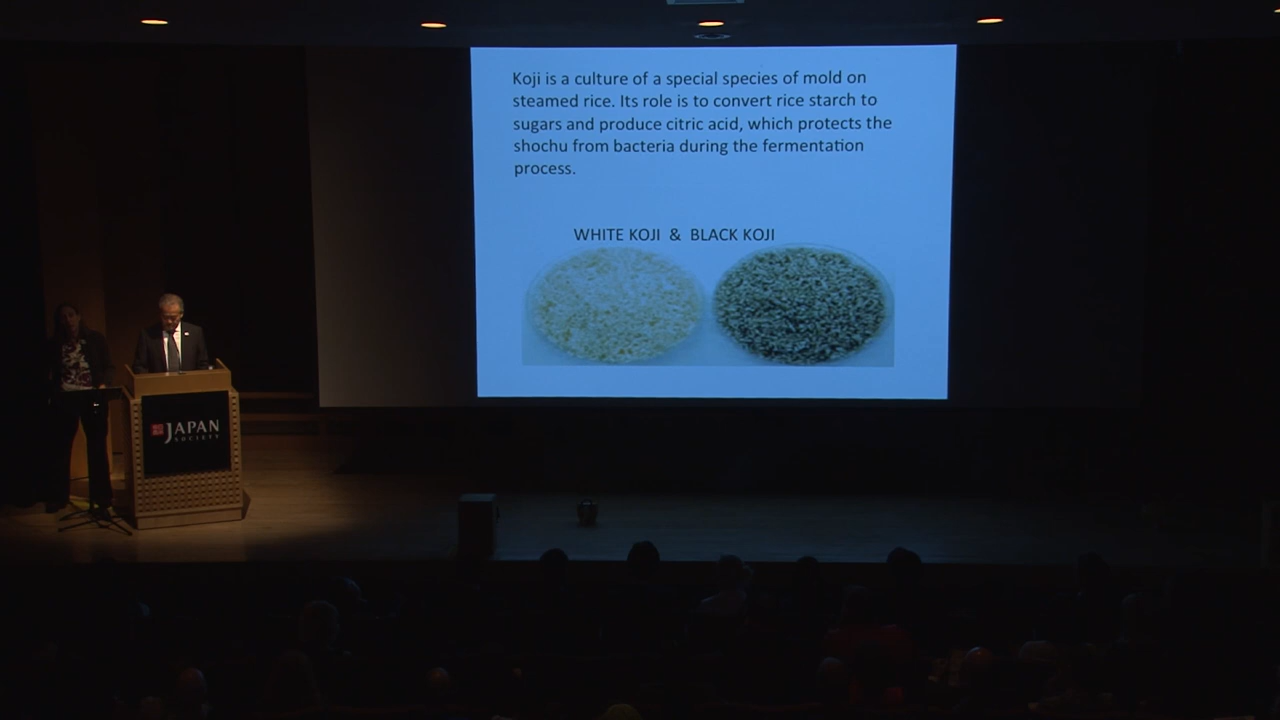 Koji is a culture of a special species of mold on
steamed rice. Its role is to convert rice starch to
sugars and produce citric acid, which protects the
shochu from bacteria during the fermentation
process.
WHITE KOJI & BLACK KOJI
JAPAN
SOCIETY